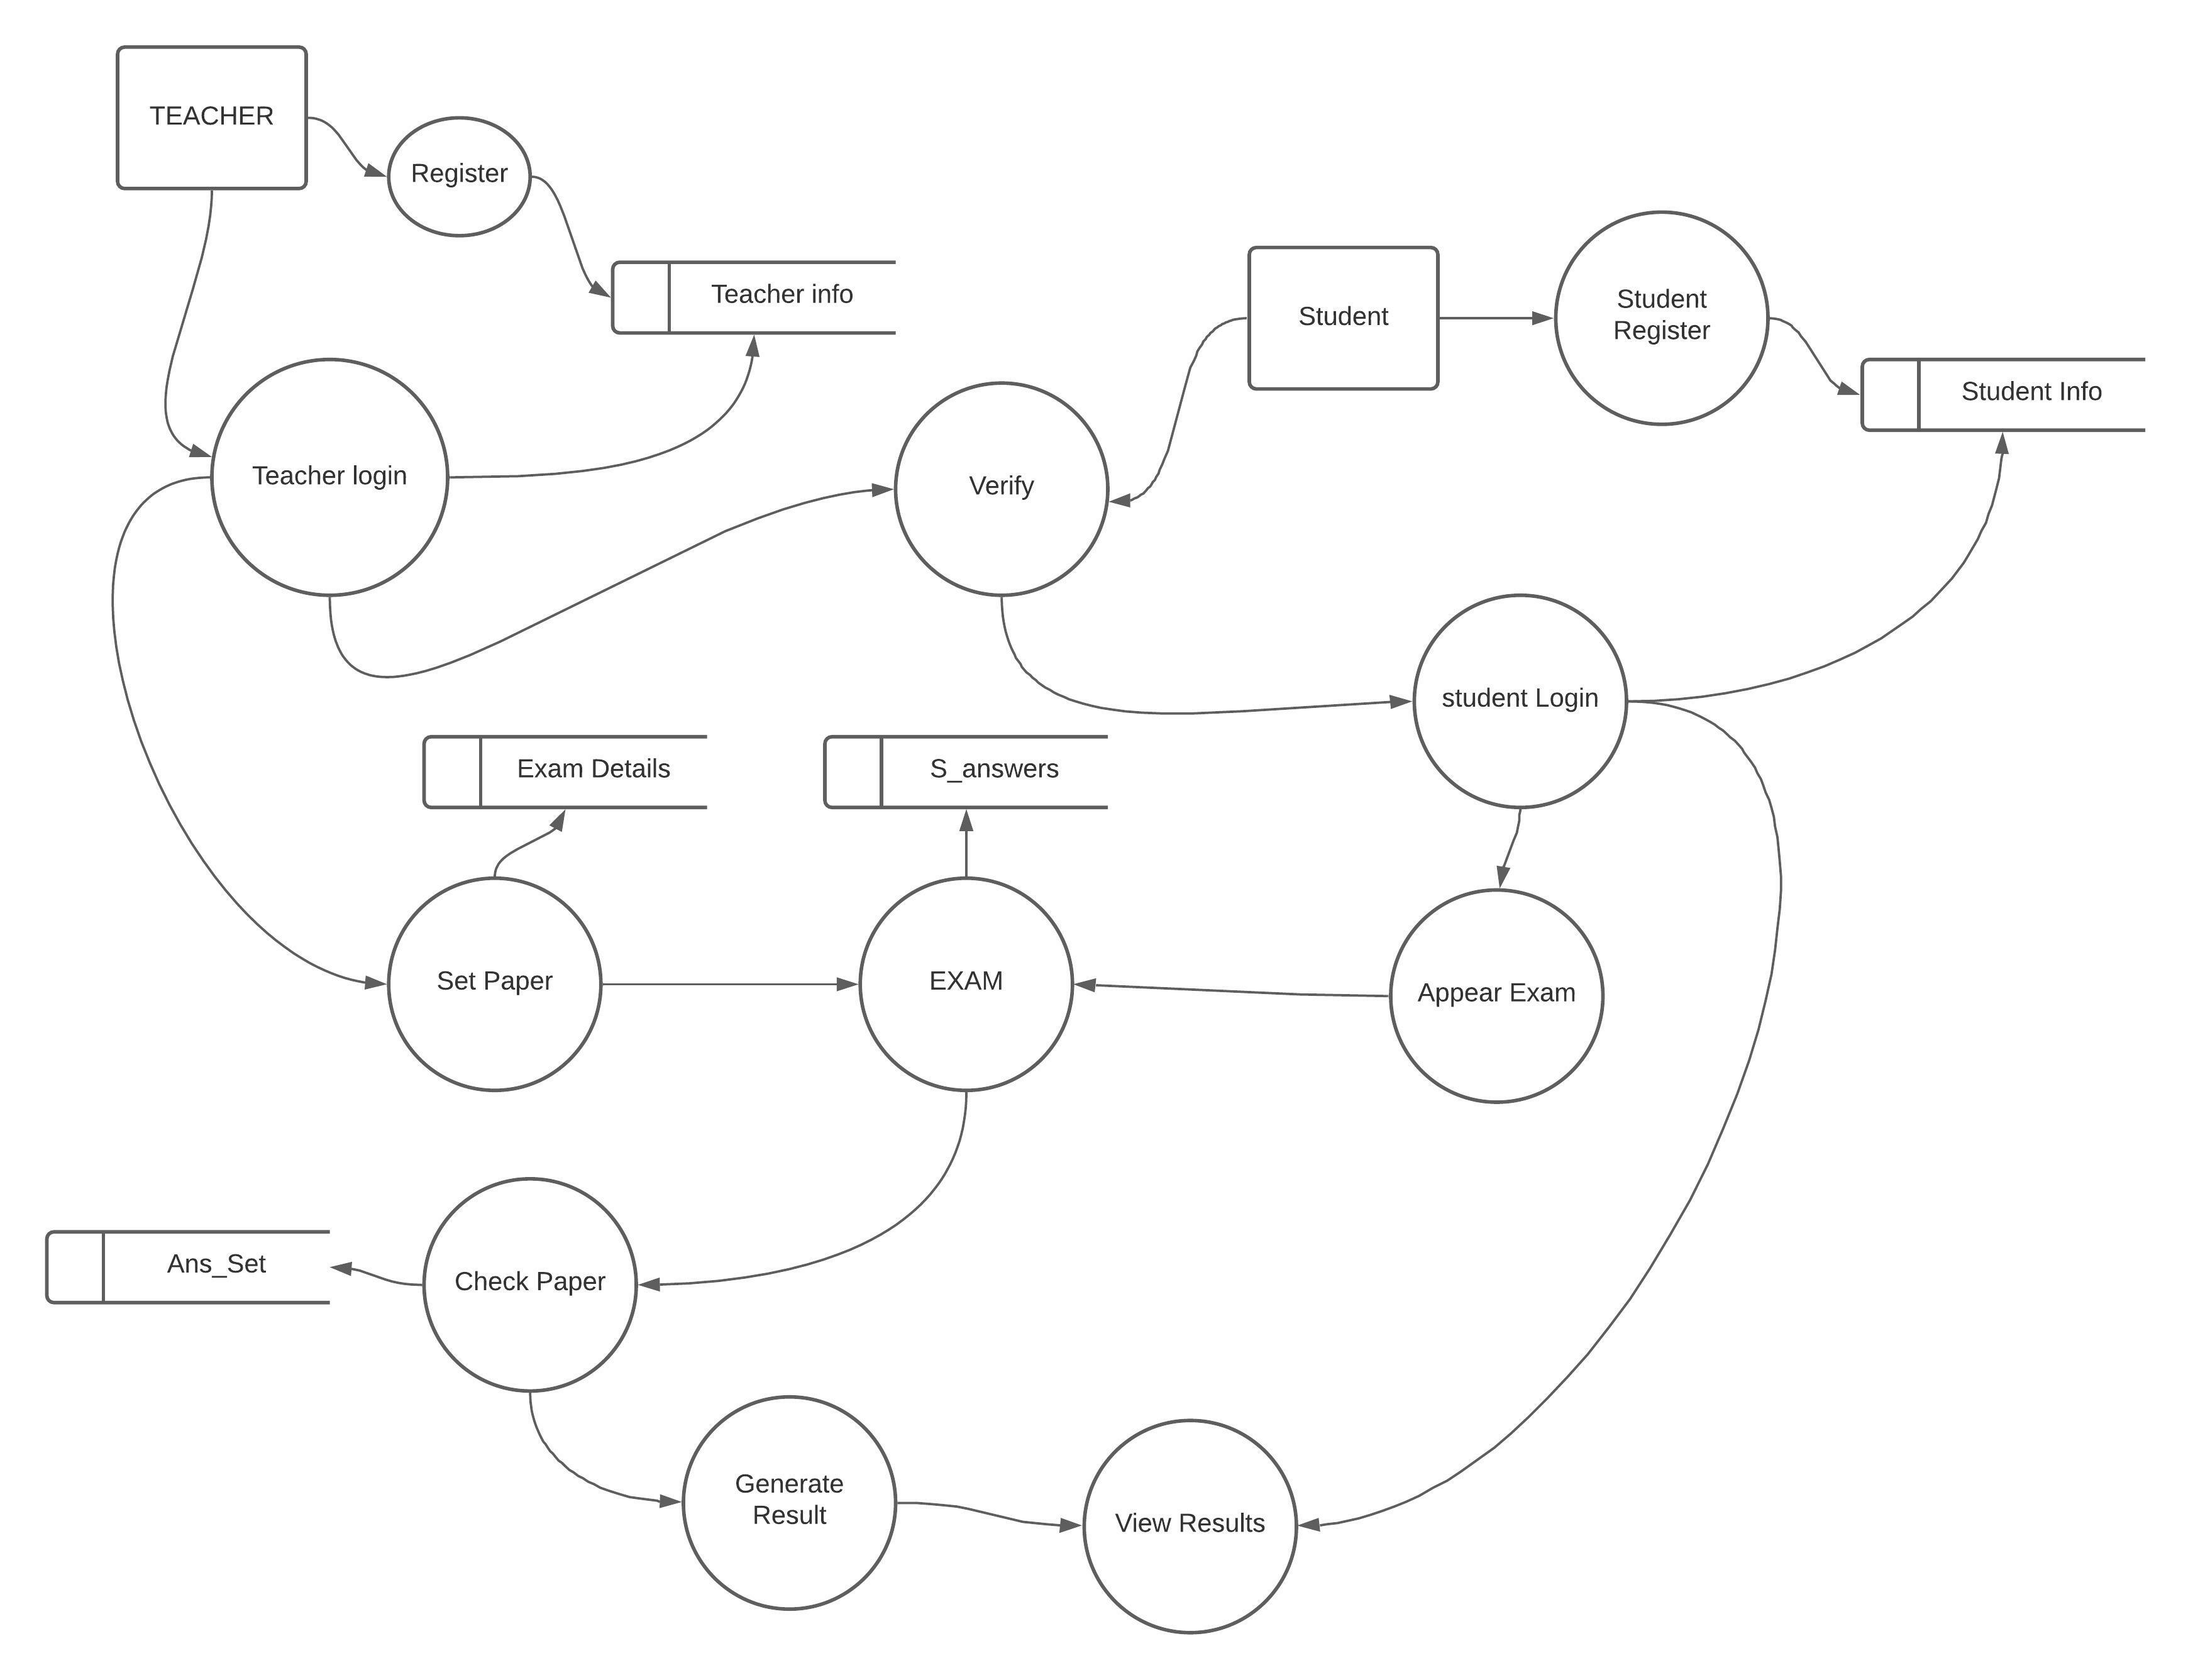 TEACHER
Register
Teacher info
Student
Student
Register
Student Info
Teacher login
Verify
student Login
Exam Details
S_answers
Set Paper
EXAM
Appear Exam
Ans_Set
Check Paper
Generate
Result
View Results